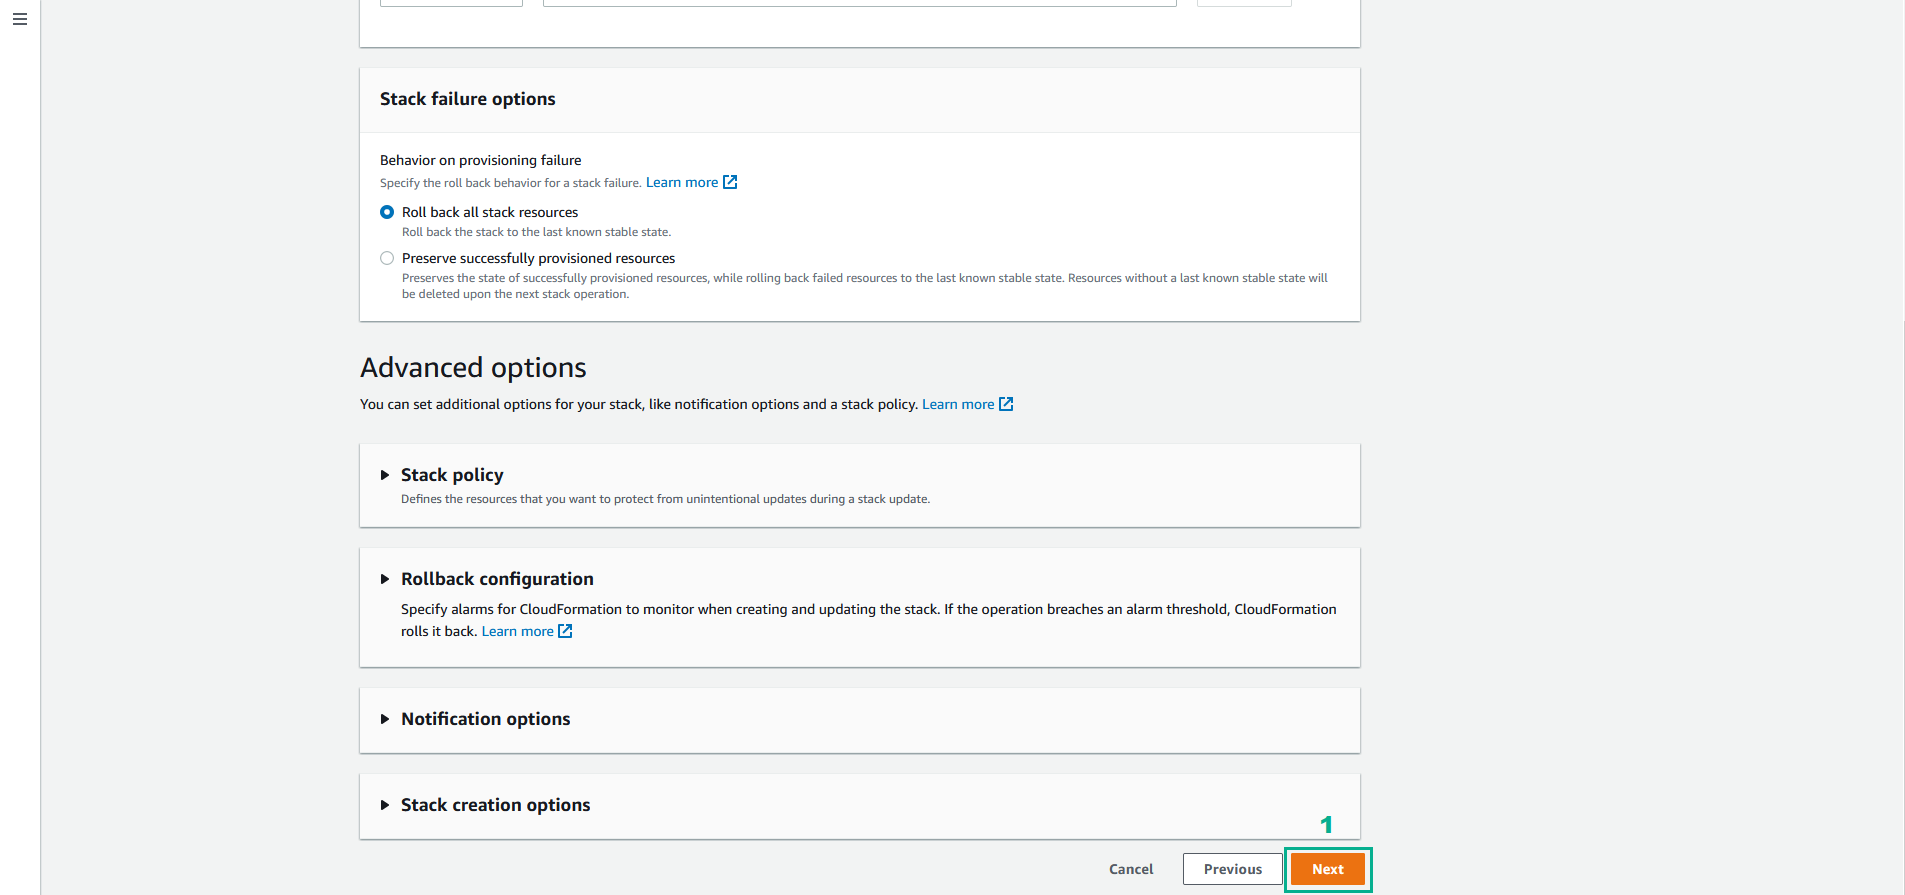 Stack failure options
Behavior on provisioning failure
Specify the roll back behavior for a stack failure. Learn more
Roll back all stack resources
Roll back the stack to the last known stable state.
Preserve successfully provisioned resources
Preserves the state of successfully provisioned resources, while rolling back failed resources to the last known stable state. Resources without a last known stable state will
be deleted upon the next stack operation.
Advanced options
You can set additional options for your stack, like notification options and a stack policy. Learn more
Stack policy
Defines the resources that you want to protect from unintentional updates during a stack update.
Rollback configuration
Specify alarms for CloudFormation to monitor when creating and updating the stack. If the operation breaches an alarm threshold, CloudFormation
rolls it back. Learn more
Notification options
Stack creation options
1
Cancel Previous Next